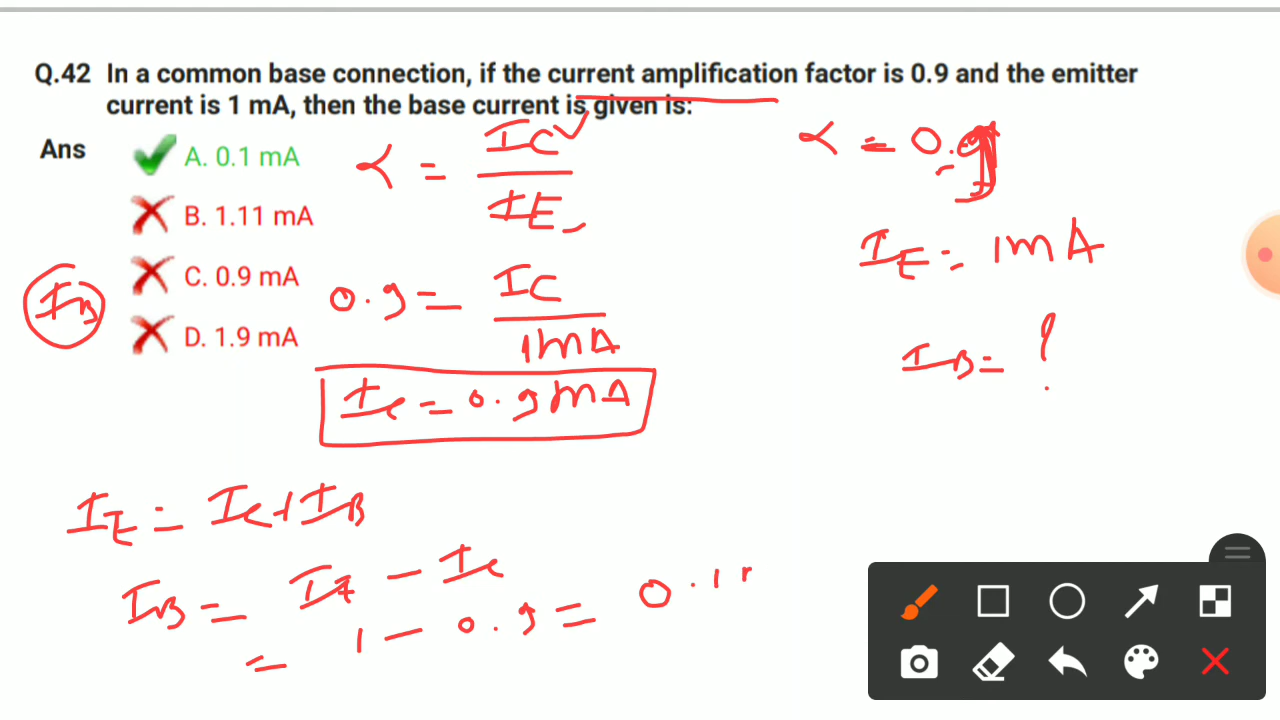 Q.42 In a common base connection, if the current amplification factor is 0.9 and the emitter
current is 1 mA, then the base current is given is:
Ans
A. 0.1 mA
B. 1.11 mA
C. 0.9 mA
D. 1.9 mA
IB
α = IC / IE
0.9 = IC / 1mA
IC = 0.9mA
α = 0.9
IE = 1mA
IB = ?
IE = IC + IB
IB = IE - IC
= 1 - 0.9 = 0.1